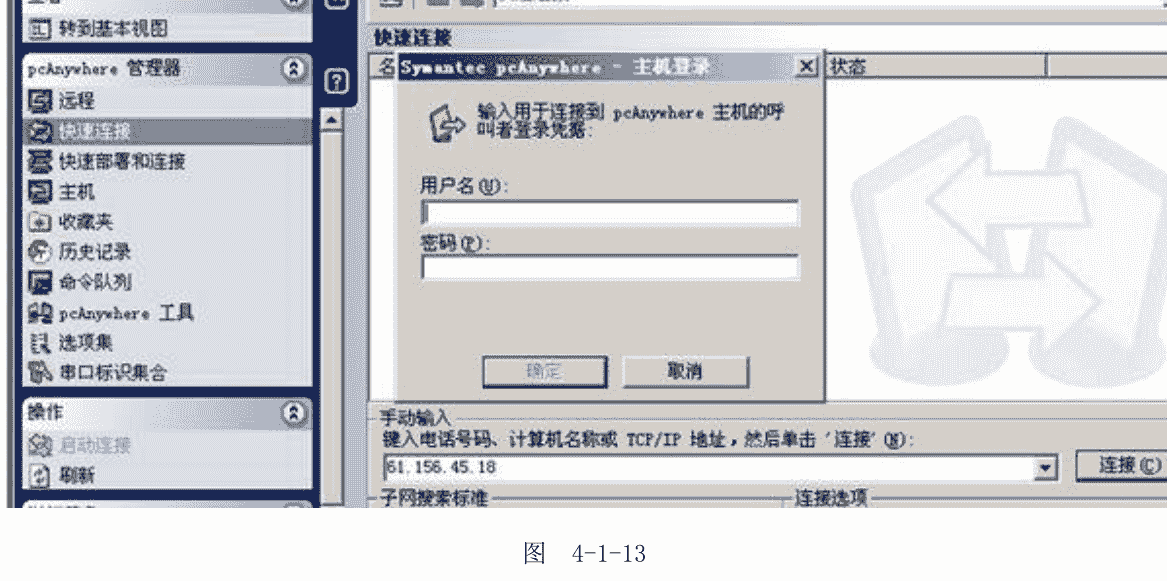 转到基本视图
pcAnywhere 管理器
远程
快速连接
快速部署和连接
主机
收藏夹
历史记录
命令队列
pcAnywhere 工具
选项集
串口标识集合
操作
启动连接
刷新
快速连接
名
状态
Symantec pcAnywhere - 主机登录
输入用于连接到 pcAnywhere 主机的呼
叫者登录凭据:
用户名(U):
密码(P):
确定
取消
手动输入
键入电话号码、计算机名称或 TCP/IP 地址，然后单击‘连接’(N):
61.156.45.18
连接(C)
子网搜索标准
连接选项
图 4-1-13